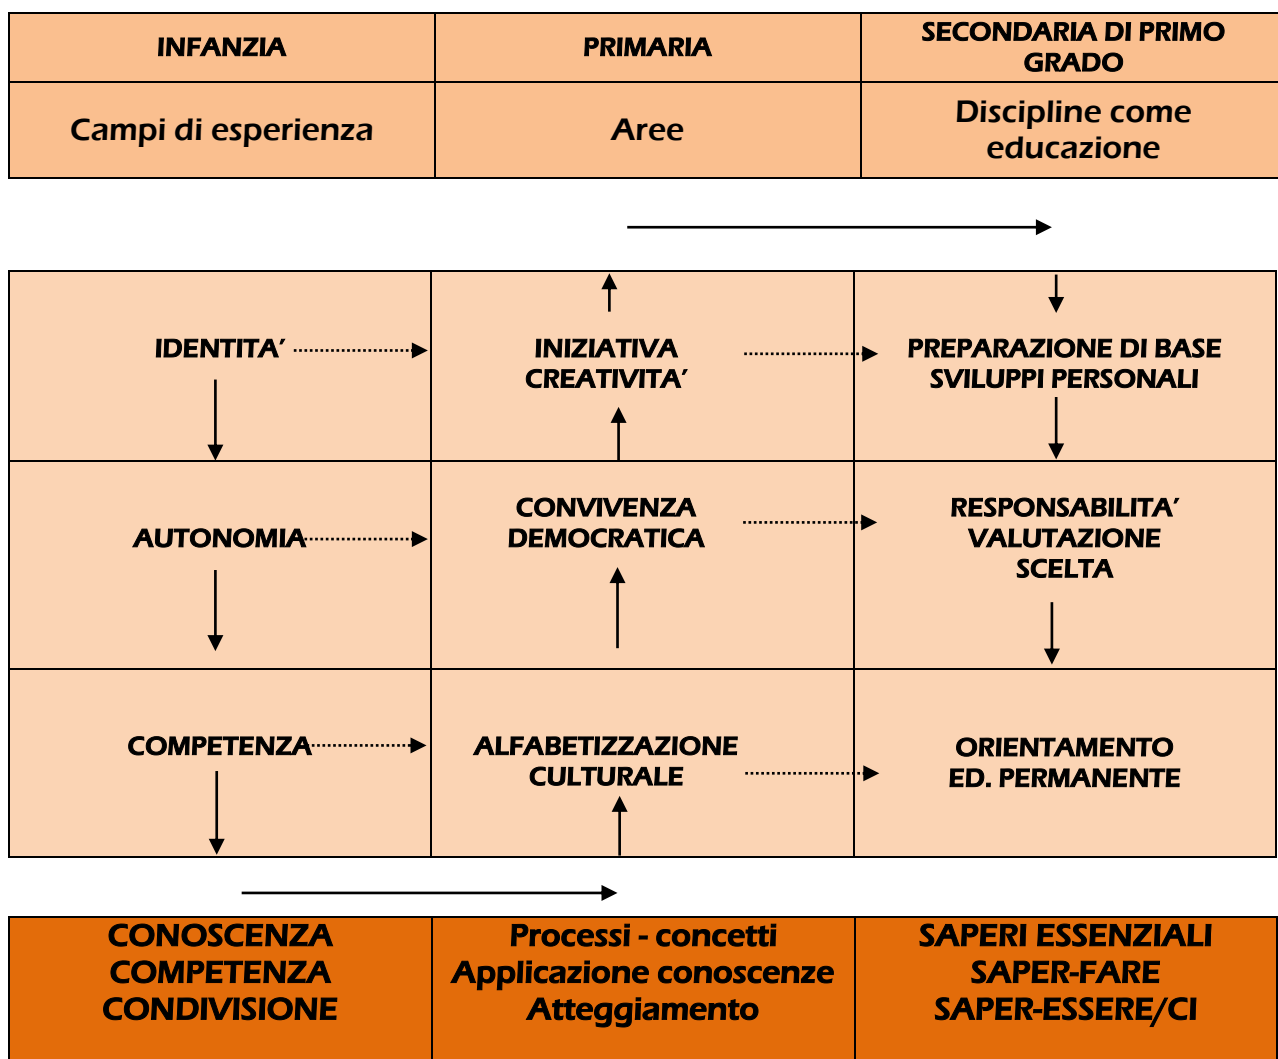 INFANZIA
PRIMARIA
SECONDARIA DI PRIMO
GRADO
Campi di esperienza
Aree
Discipline come
educazione
IDENTITA’
INIZIATIVA
CREATIVITA’
PREPARAZIONE DI BASE
SVILUPPI PERSONALI
AUTONOMIA
CONVIVENZA
DEMOCRATICA
RESPONSABILITA’
VALUTAZIONE
SCELTA
COMPETENZA
ALFABETIZZAZIONE
CULTURALE
ORIENTAMENTO
ED. PERMANENTE
CONOSCENZA
COMPETENZA
CONDIVISIONE
Processi - concetti
Applicazione conoscenze
Atteggiamento
SAPERI ESSENZIALI
SAPER-FARE
SAPER-ESSERE/CI